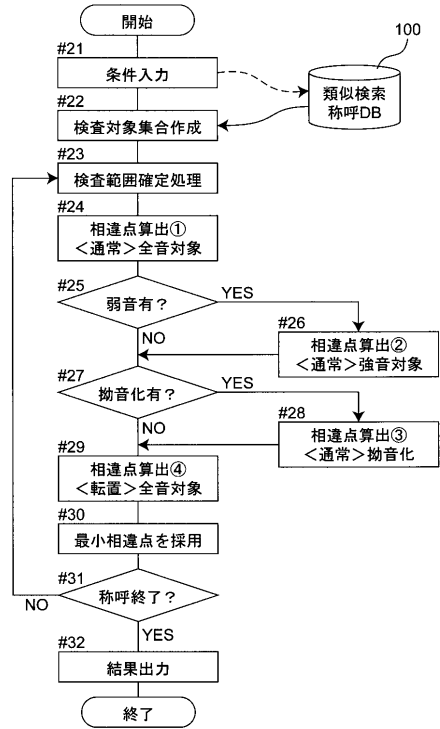 開始
100
#21
条件入力
類似検索
称呼DB
#22
検査対象集合作成
#23
検査範囲確定処理
#24
相違点算出①
<通常>全音対象
#25
弱音有？
YES
NO
#26
相違点算出②
<通常>強音対象
#27
拗音化有？
YES
NO
#28
相違点算出③
<通常>拗音化
#29
相違点算出④
<転置>全音対象
#30
最小相違点を採用
#31
称呼終了？
NO
YES
#32
結果出力
終了